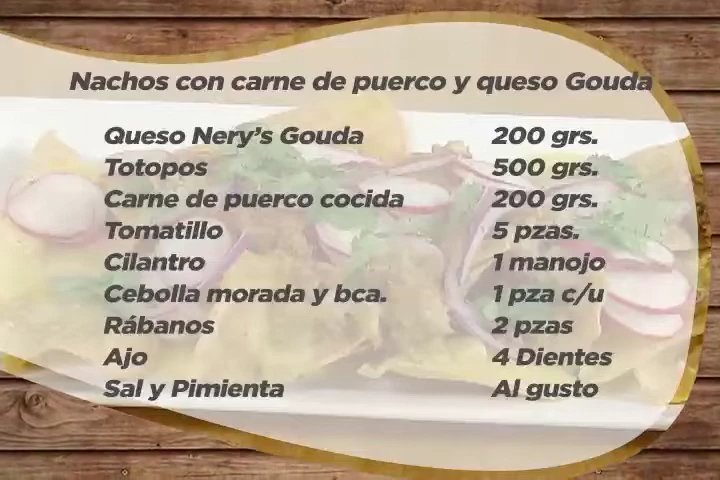 Nachos con carne de puerco y queso Gouda
Queso Nery's Gouda 200 grs.
Totopos 500 grs.
Carne de puerco cocida 200 grs.
Tomatillo 5 pzas.
Cilantro 1 manojo
Cebolla morada y bca. 1 pza c/u
Rábanos 2 pzas
Ajo 4 Dientes
Sal y Pimienta Al gusto